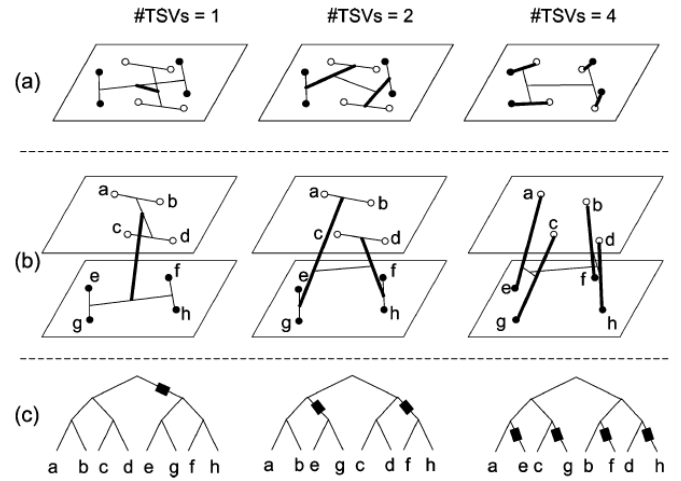 #TSVs = 1 #TSVs = 2 #TSVs = 4
(a)
(b)
a b c d e f g h
a b c d e f g h
a b c d e f g h
(c)
a b c d e g f h
a b e g c d f h
a e c g b f d h